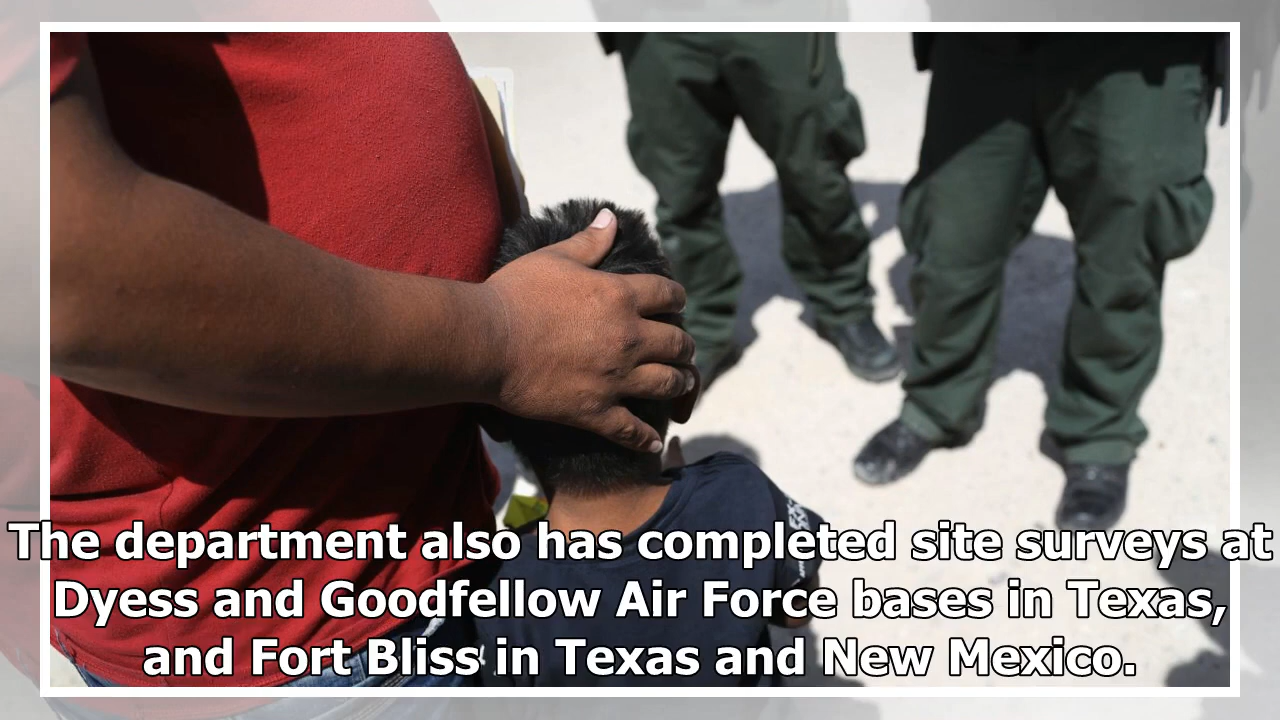 The department also has completed site surveys at
Dyess and Goodfellow Air Force bases in Texas,
and Fort Bliss in Texas and New Mexico.